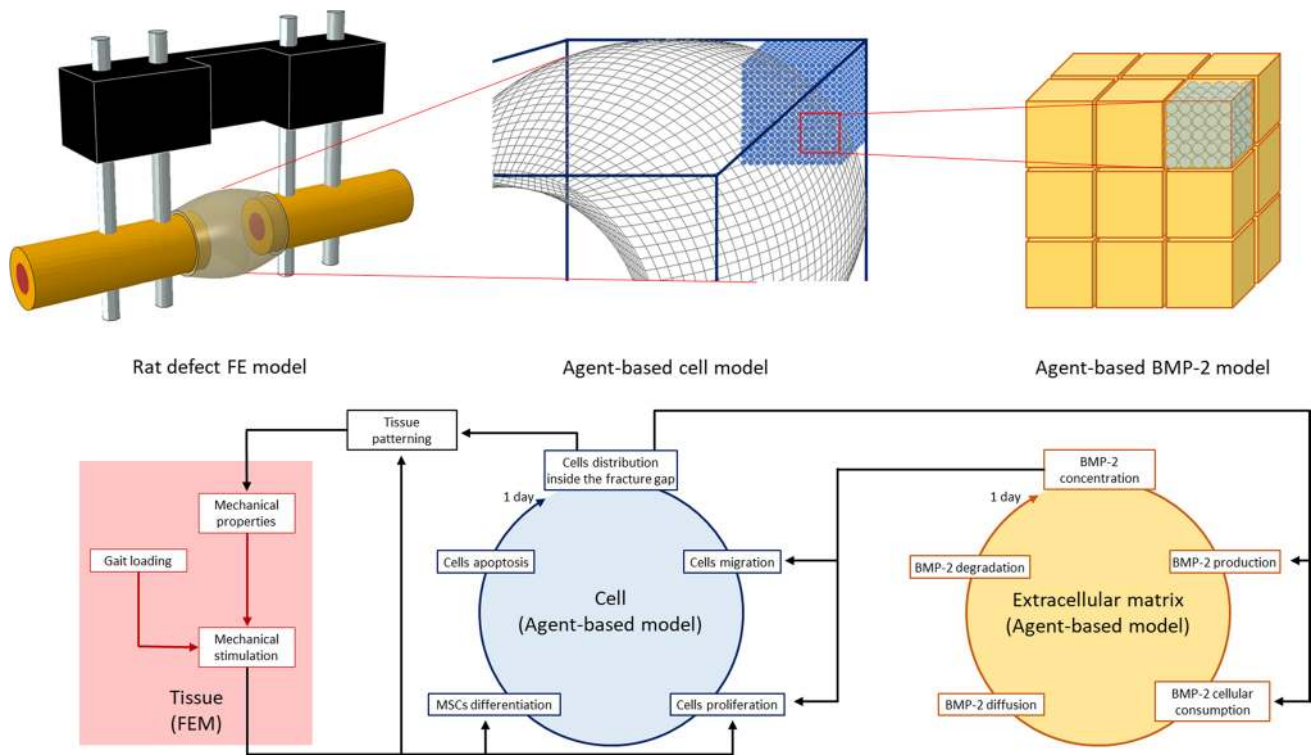 Rat defect FE model
Agent-based cell model
Agent-based BMP-2 model
Tissue
patterning
Cells distribution
inside the fracture gap
BMP-2
concentration
1 day
1 day
Mechanical
properties
Gait loading
Cells apoptosis
Cells migration
BMP-2 degradation
BMP-2 production
Cell
(Agent-based model)
Extracellular matrix
(Agent-based model)
Mechanical
stimulation
Tissue
(FEM)
MSCs differentiation
Cells proliferation
BMP-2 diffusion
BMP-2 cellular
consumption